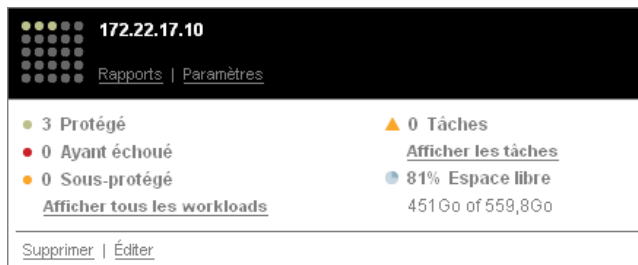 172.22.17.10
Rapports | Paramètres
3 Protégé
0 Ayant échoué
0 Sous-protégé
Afficher tous les workloads
0 Tâches
Afficher les tâches
81% Espace libre
451Go of 559,8Go
Supprimer | Éditer